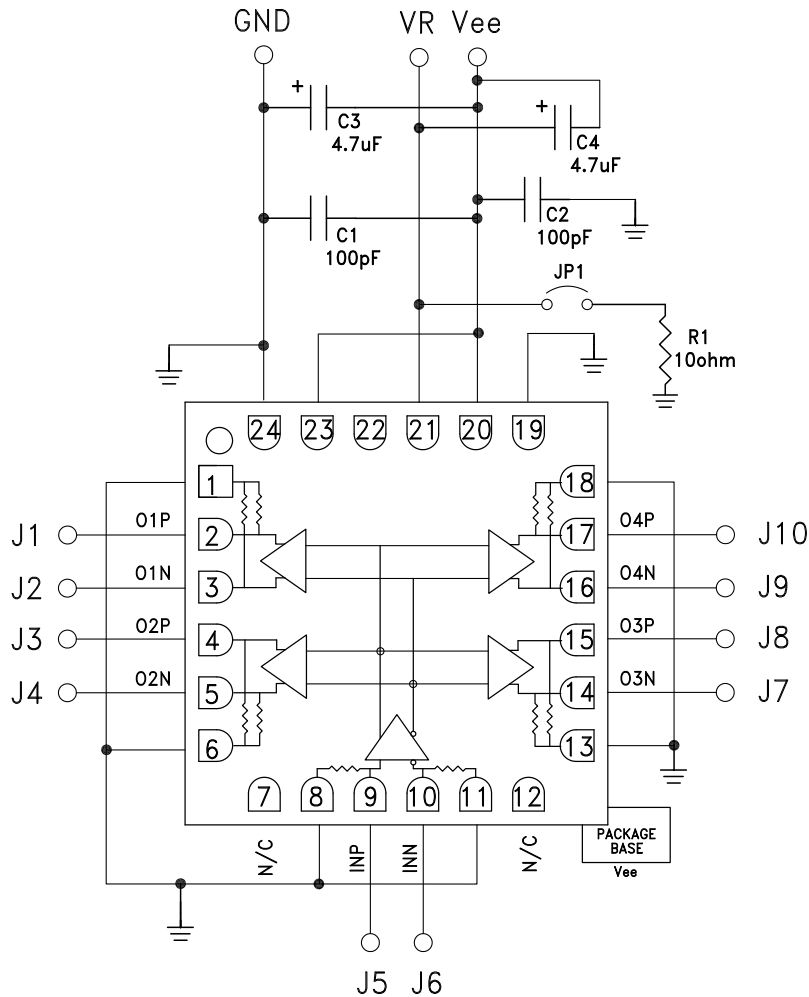 GND VR Vee
+ C3 4.7uF
+ C4 4.7uF
C1 100pF
C2 100pF
JP1
R1 10ohm
24 23 22 21 20 19
1 18
J1 O1P 2 17 O4P J10
J2 O1N 3 16 O4N J9
J3 O2P 4 15 O3P J8
J4 O2N 5 14 O3N J7
6 13
7 8 9 10 11 12
N/C INP INN N/C
PACKAGE
BASE
Vee
J5 J6